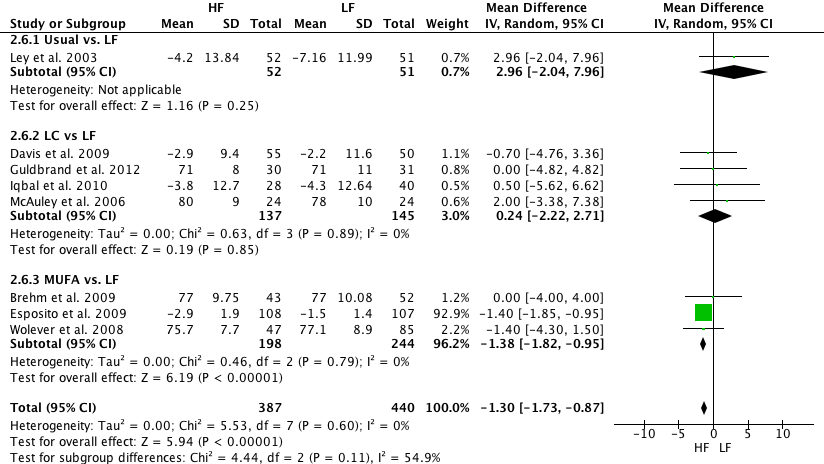 HF LF Mean Difference Mean Difference
Study or Subgroup Mean SD Total Mean SD Total Weight IV, Random, 95% CI IV, Random, 95% CI
2.6.1 Usual vs. LF
Ley et al. 2003 −4.2 13.84 52 −7.16 11.99 51 0.7% 2.96 [−2.04, 7.96]
Subtotal (95% CI) 52 51 0.7% 2.96 [−2.04, 7.96]
Heterogeneity: Not applicable
Test for overall effect: Z = 1.16 (P = 0.25)
2.6.2 LC vs LF
Davis et al. 2009 −2.9 9.4 55 −2.2 11.6 50 1.1% −0.70 [−4.76, 3.36]
Guldbrand et al. 2012 71 8 30 71 11 31 0.8% 0.00 [−4.82, 4.82]
Iqbal et al. 2010 −3.8 12.7 28 −4.3 12.64 40 0.5% 0.50 [−5.62, 6.62]
McAuley et al. 2006 80 9 24 78 10 24 0.6% 2.00 [−3.38, 7.38]
Subtotal (95% CI) 137 145 3.0% 0.24 [−2.22, 2.71]
Heterogeneity: Tau² = 0.00; Chi² = 0.63, df = 3 (P = 0.89); I² = 0%
Test for overall effect: Z = 0.19 (P = 0.85)
2.6.3 MUFA vs. LF
Brehm et al. 2009 77 9.75 43 77 10.08 52 1.2% 0.00 [−4.00, 4.00]
Esposito et al. 2009 −2.9 1.9 108 −1.5 1.4 107 92.9% −1.40 [−1.85, −0.95]
Wolever et al. 2008 75.7 7.7 47 77.1 8.9 85 2.2% −1.40 [−4.30, 1.50]
Subtotal (95% CI) 198 244 96.2% −1.38 [−1.82, −0.95]
Heterogeneity: Tau² = 0.00; Chi² = 0.46, df = 2 (P = 0.79); I² = 0%
Test for overall effect: Z = 6.19 (P < 0.00001)
Total (95% CI) 387 440 100.0% −1.30 [−1.73, −0.87]
Heterogeneity: Tau² = 0.00; Chi² = 5.53, df = 7 (P = 0.60); I² = 0%
Test for overall effect: Z = 5.94 (P < 0.00001)
Test for subgroup differences: Chi² = 4.44, df = 2 (P = 0.11), I² = 54.9%
−10 −5 0 5 10
HF LF